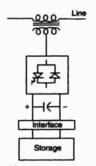 Line
+ -
Interface
Storage